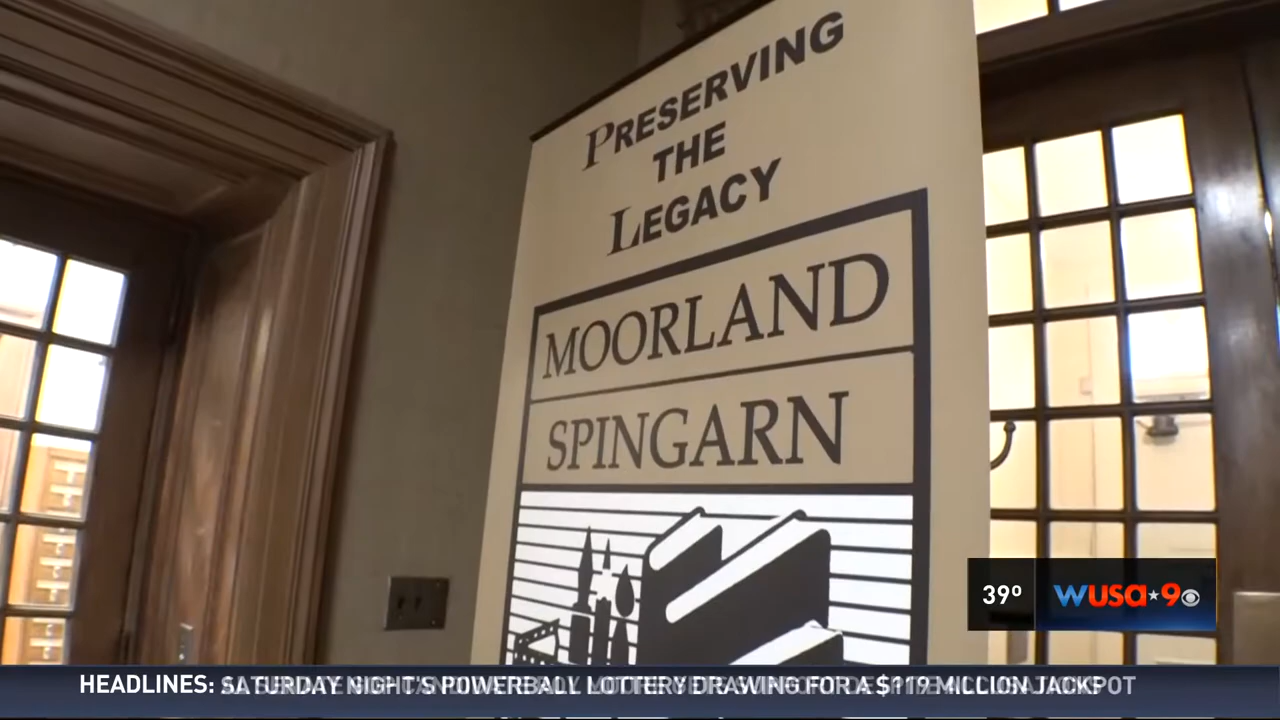 PRESERVING
THE
LEGACY
MOORLAND
SPINGARN
39°
WUSA★9
HEADLINES: SATURDAY NIGHT'S POWERBALL LOTTERY DRAWING FOR A $119 MILLION JACKPOT